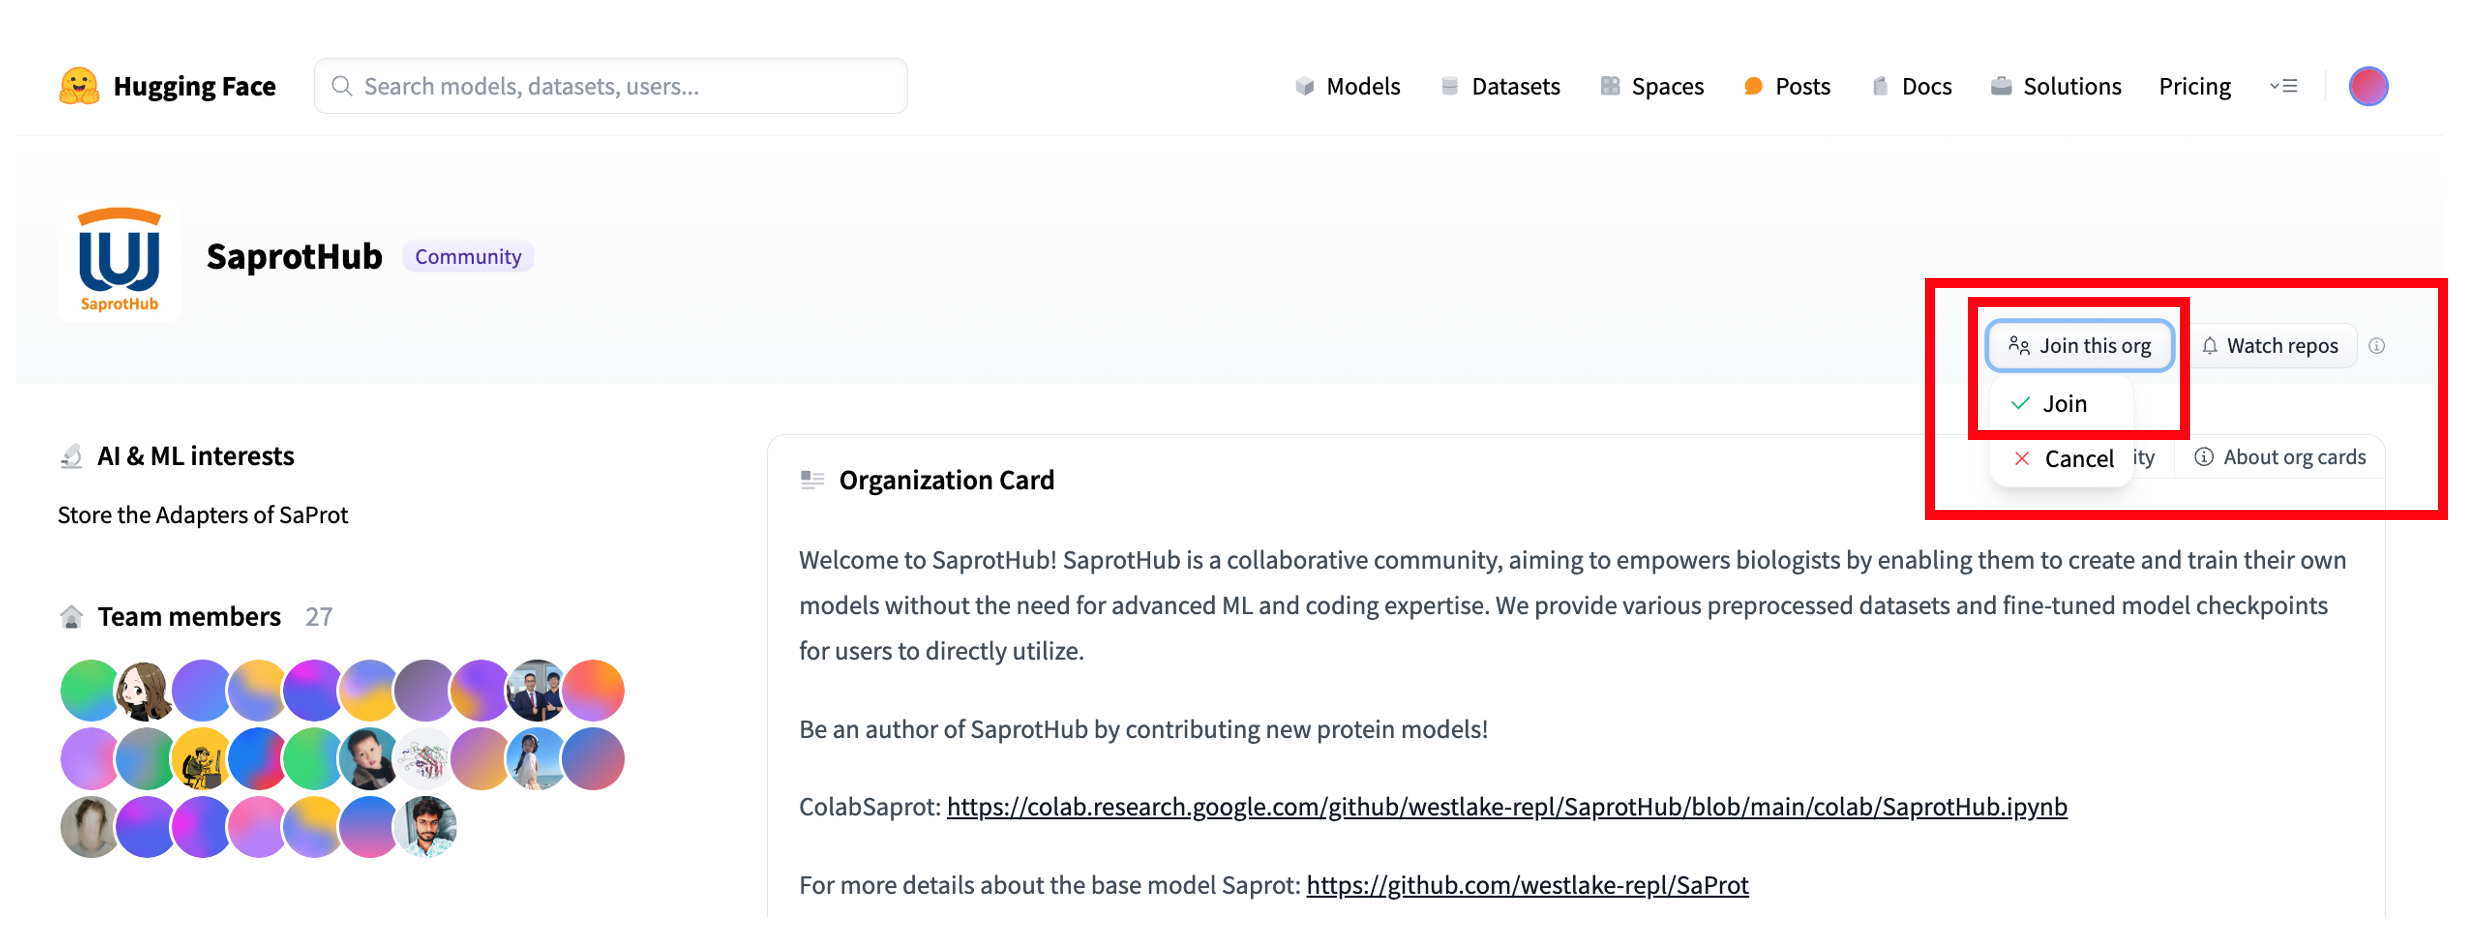 Hugging Face
Search models, datasets, users...
Models
Datasets
Spaces
Posts
Docs
Solutions
Pricing
SaprotHub
SaprotHub
Community
Join this org
Watch repos
Join
Cancel
ity
About org cards
AI & ML interests
Store the Adapters of SaProt
Team members 27
Organization Card
Welcome to SaprotHub! SaprotHub is a collaborative community, aiming to empowers biologists by enabling them to create and train their own
models without the need for advanced ML and coding expertise. We provide various preprocessed datasets and fine-tuned model checkpoints
for users to directly utilize.
Be an author of SaprotHub by contributing new protein models!
ColabSaprot: https://colab.research.google.com/github/westlake-repl/SaprotHub/blob/main/colab/SaprotHub.ipynb
For more details about the base model Saprot: https://github.com/westlake-repl/SaProt